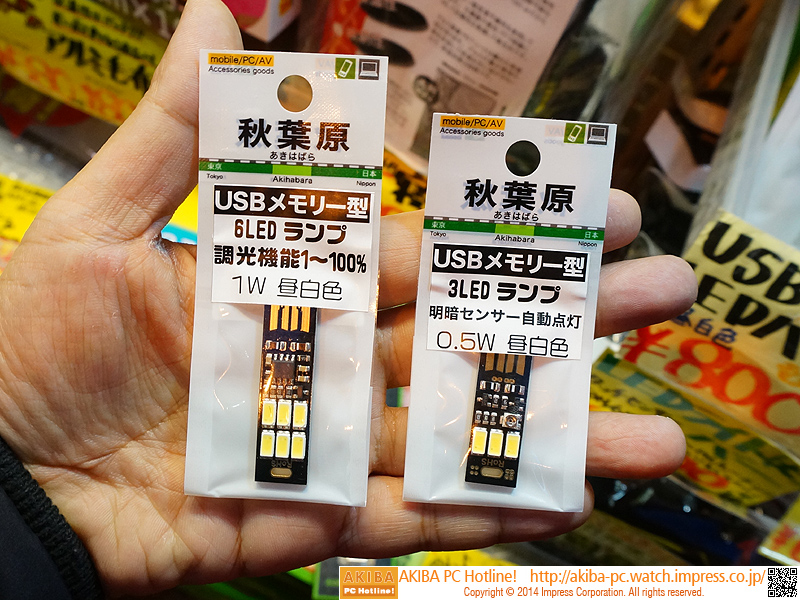 mobile/PC/AV
Accessories goods
秋葉原
あきはばら
東京
日本
Tokyo
Akihabara
Nippon
USBメモリー型
6LED ランプ
調光機能1〜100%
1W 昼白色
RoHS
mobile/PC/AV
Accessories goods
秋葉原
あきはばら
東京
日本
Tokyo
Akihabara
Nippon
USBメモリー型
3LED ランプ
明暗センサー自動点灯
0.5W 昼白色
RoHS
USB
昼白色
¥800
AKIBA
PC Hotline!
AKIBA PC Hotline! http://akiba-pc.watch.impress.co.jp/
Copyright © 2014 Impress Corporation. All rights reserved.